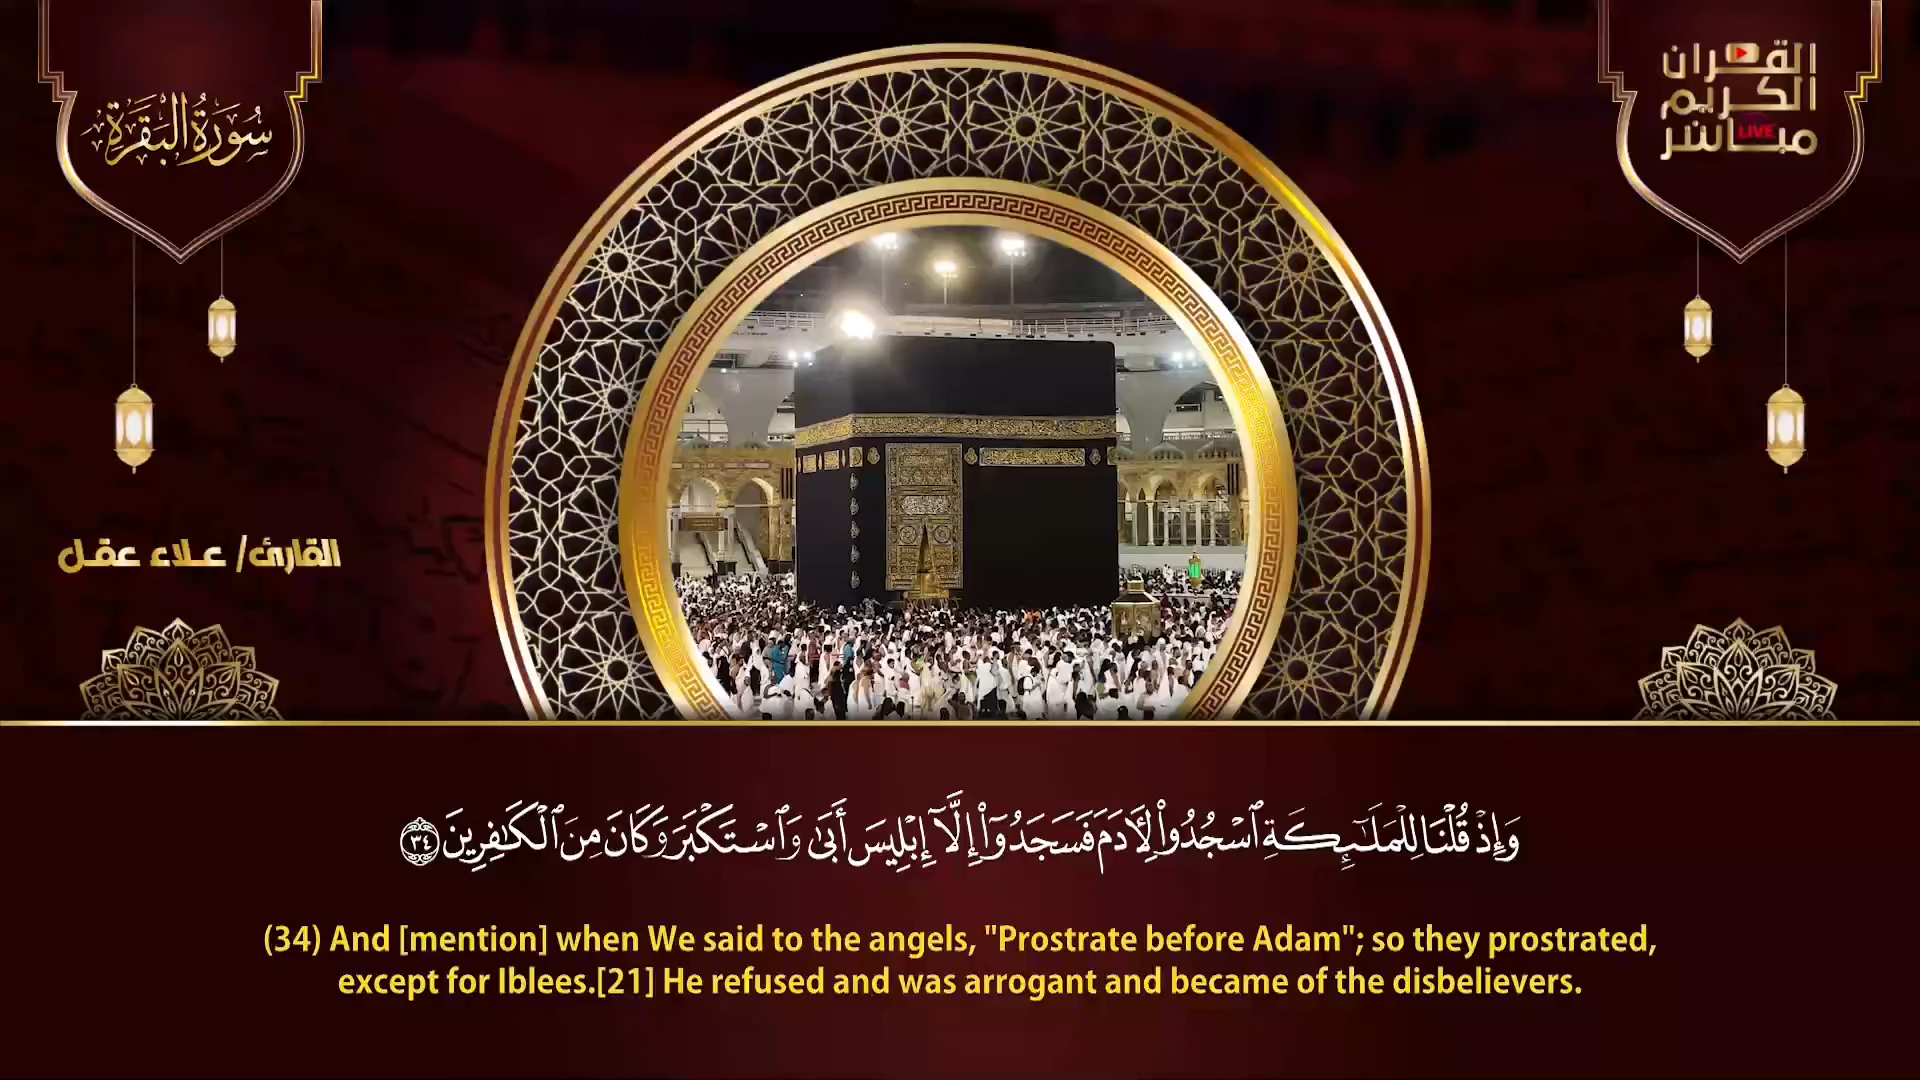 سُورَةُ البَقَرَةِ
القرآن
الكريم
مباشر
LIVE
القارئ/ علاء عقل
وَإِذْ قُلْنَا لِلْمَلَٰٓئِكَةِ ٱسْجُدُوا۟ لِءَادَمَ فَسَجَدُوٓا۟ إِلَّآ إِبْلِيسَ أَبَىٰ وَٱسْتَكْبَرَ وَكَانَ مِنَ ٱلْكَٰفِرِينَ ٣٤
(34) And [mention] when We said to the angels, "Prostrate before Adam"; so they prostrated,
except for Iblees.[21] He refused and was arrogant and became of the disbelievers.